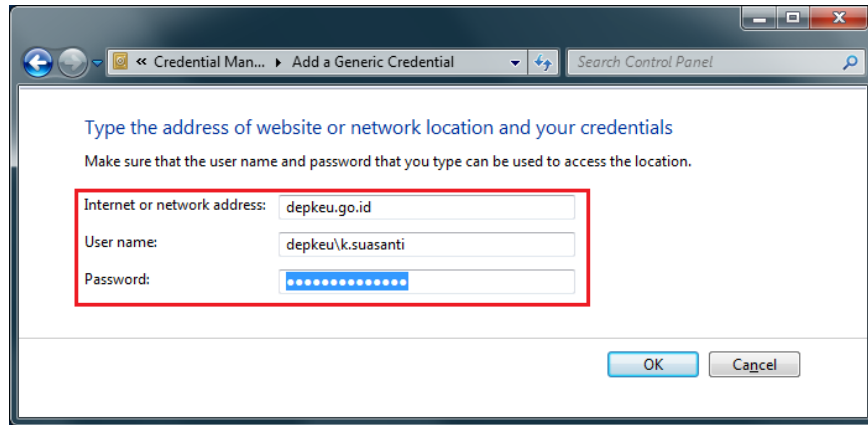 « Credential Man... ▸ Add a Generic Credential Search Control Panel
Type the address of website or network location and your credentials
Make sure that the user name and password that you type can be used to access the location.
Internet or network address: depkeu.go.id
User name: depkeu\k.suasanti
Password: ••••••••••••••
OK Cancel